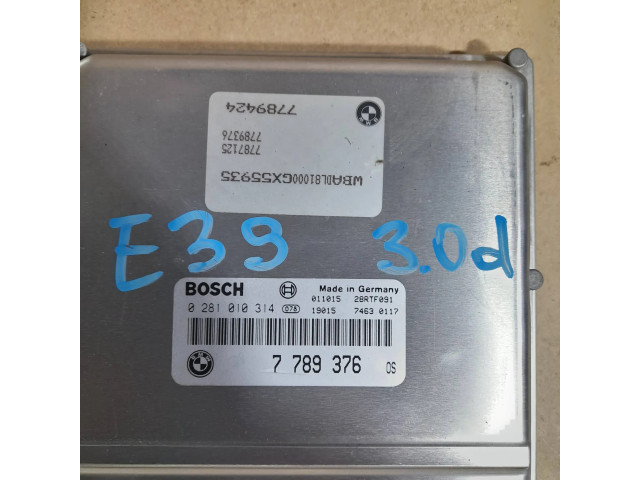 7789424
7789376
7787125
WBADL81000GX55935
E39 3.0d
BOSCH Made in Germany
0 281 010 314 078 011015 28RTF091
19015 7463 0117
7 789 376 OS